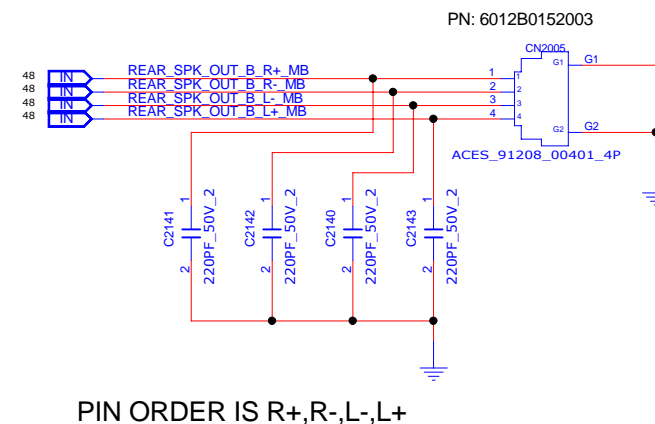 PN: 6012B0152003
CN2005
48 IN REAR_SPK_OUT_B_R+_MB 1 1 G1 G1
48 IN REAR_SPK_OUT_B_R-_MB 2 2
48 IN REAR_SPK_OUT_B_L-_MB 3 3
48 IN REAR_SPK_OUT_B_L+_MB 4 4 G2 G2
ACES_91208_00401_4P
C2141 1 2 220PF_50V_2
C2142 1 2 220PF_50V_2
C2140 1 2 220PF_50V_2
C2143 1 2 220PF_50V_2
PIN ORDER IS R+,R-,L-,L+